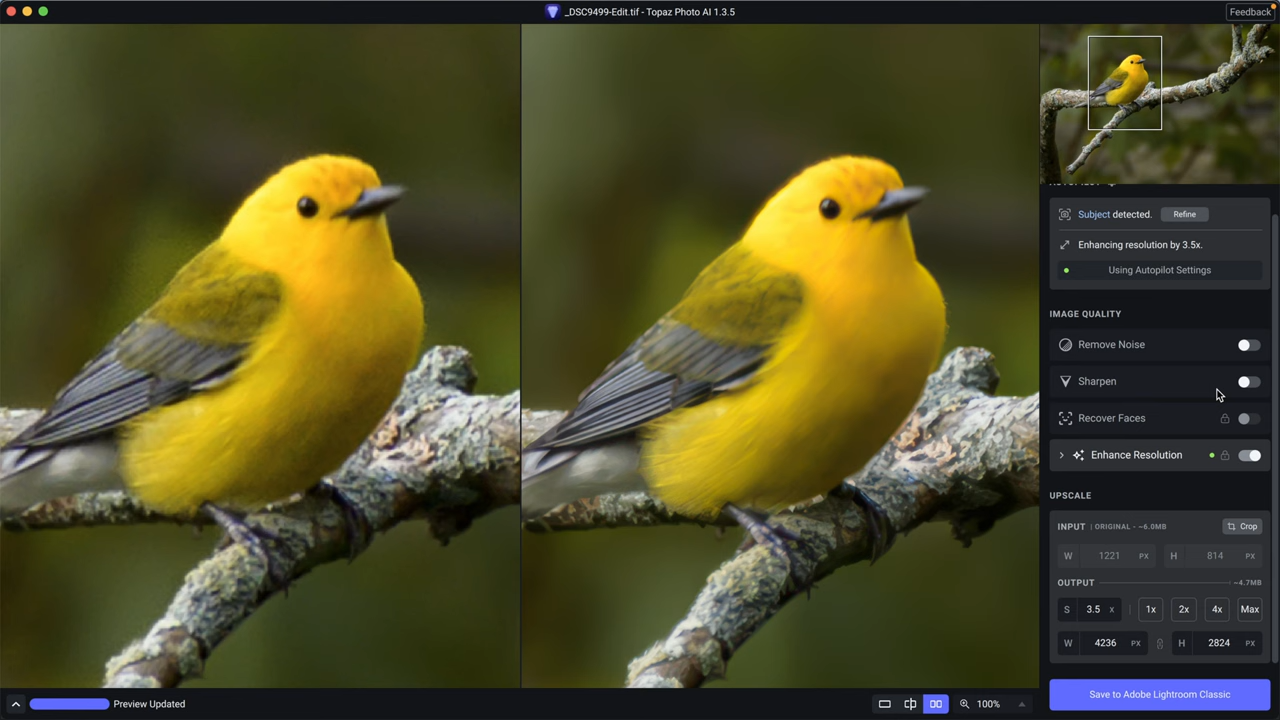 _DSC9499-Edit.tif - Topaz Photo AI 1.3.5
Feedback
Subject detected. Refine
Enhancing resolution by 3.5x.
Using Autopilot Settings
IMAGE QUALITY
Remove Noise
Sharpen
Recover Faces
Enhance Resolution
UPSCALE
INPUT | ORIGINAL - ~6.0MB Crop
W 1221 PX H 814 PX
OUTPUT ~4.7MB
S 3.5 x 1x 2x 4x Max
W 4236 PX H 2824 PX
Save to Adobe Lightroom Classic
Preview Updated
100%